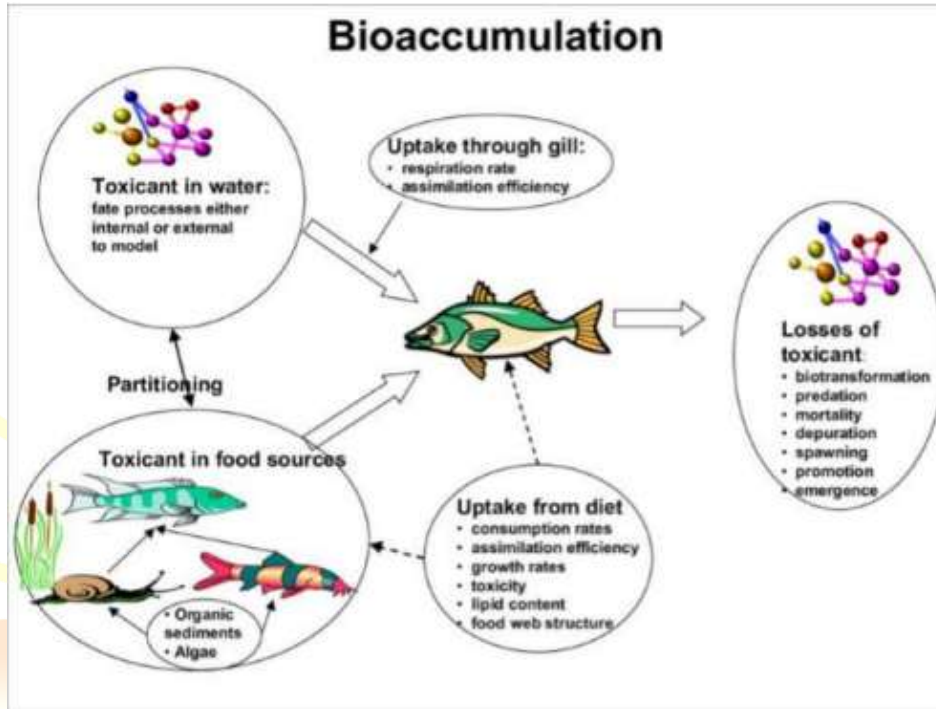 Bioaccumulation
Toxicant in water:
fate processes either
internal or external
to model
Uptake through gill:
• respiration rate
• assimilation efficiency
Partitioning
Toxicant in food sources
• Organic
sediments
• Algae
Uptake from diet
• consumption rates
• assimilation efficiency
• growth rates
• toxicity
• lipid content
• food web structure
Losses of
toxicant
• biotransformation
• predation
• mortality
• depuration
• spawning
• promotion
• emergence